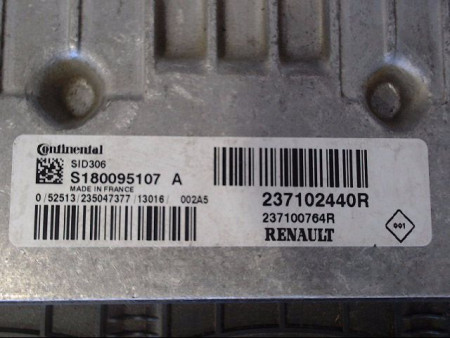 Continental
SID306
S180095107 A
MADE IN FRANCE
0/52513/235047377/13016/ 002A5
237102440R
237100764R
RENAULT
001